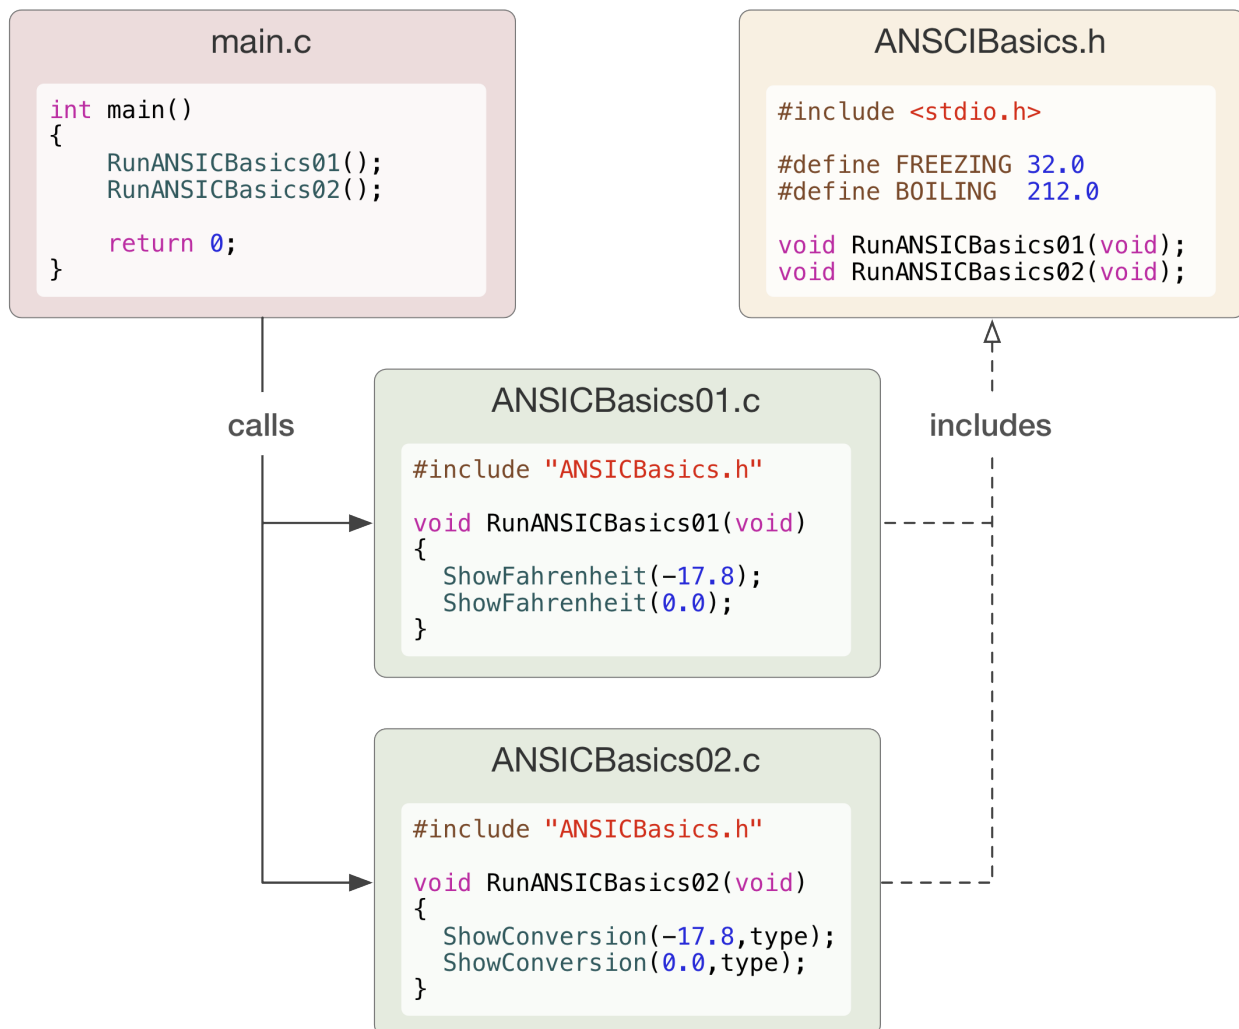 main.c
int main()
{
    RunANSICBasics01();
    RunANSICBasics02();
    return 0;
}
ANSCIBasics.h
#include <stdio.h>
#define FREEZING 32.0
#define BOILING  212.0
void RunANSICBasics01(void);
void RunANSICBasics02(void);
calls
includes
ANSICBasics01.c
#include "ANSICBasics.h"
void RunANSICBasics01(void)
{
  ShowFahrenheit(-17.8);
  ShowFahrenheit(0.0);
}
ANSICBasics02.c
#include "ANSICBasics.h"
void RunANSICBasics02(void)
{
  ShowConversion(-17.8,type);
  ShowConversion(0.0,type);
}